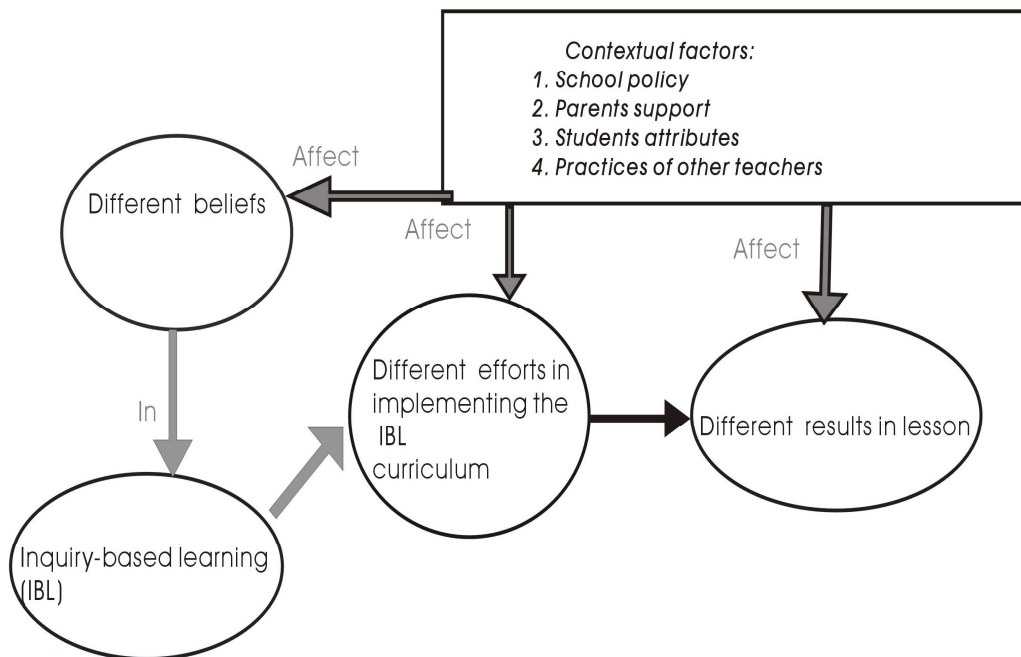 Contextual factors:
1. School policy
2. Parents support
3. Students attributes
4. Practices of other teachers
Affect
Different beliefs
Affect
Affect
In
Different efforts in
implementing the
IBL
curriculum
Different results in lesson
Inquiry-based learning
(IBL)